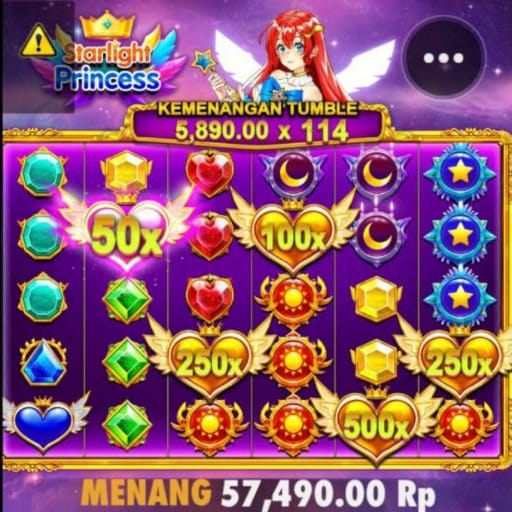 Starlight
Princess
KEMENANGAN TUMBLE
5,890.00 x 114
50x
100x
250x
250x
500x
MENANG 57,490.00 Rp